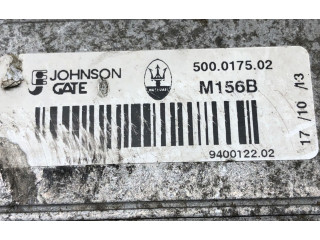 JOHNSON
GATE
500.0175.02
M156B
9400122.02
17 / 10 / 13